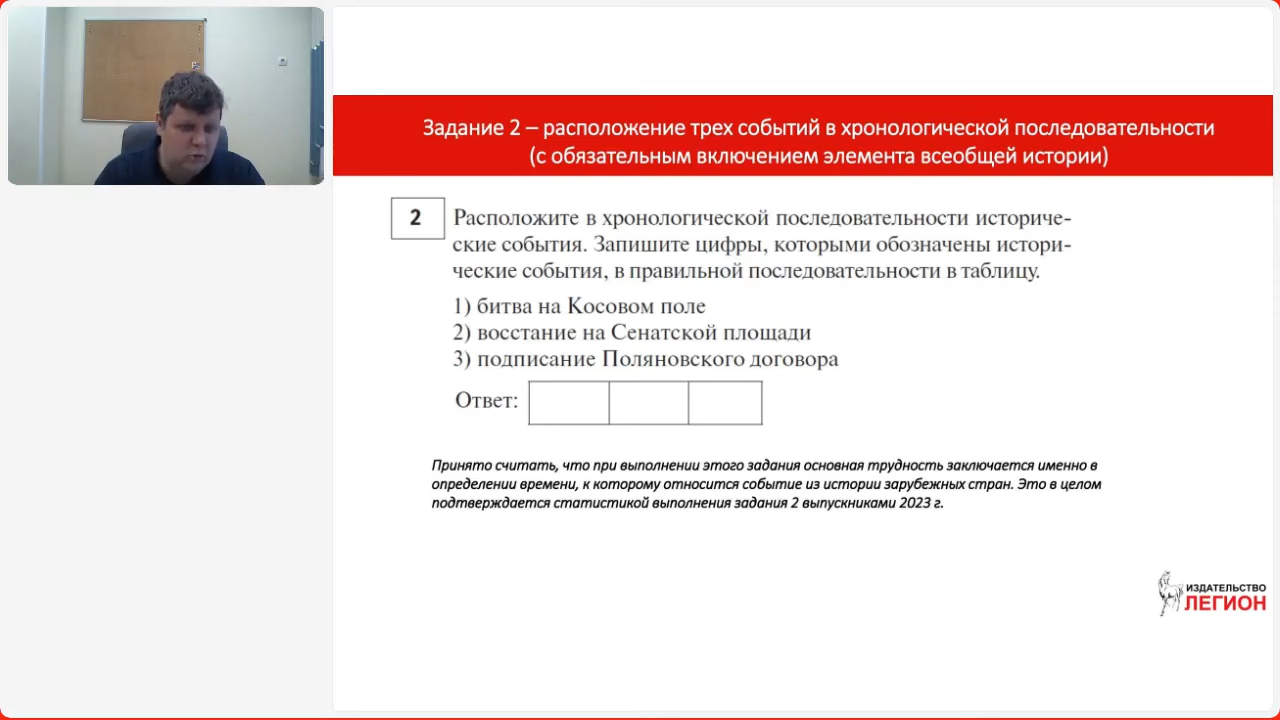 Задание 2 – расположение трех событий в хронологической последовательности
(с обязательным включением элемента всеобщей истории)
2
Расположите в хронологической последовательности историче-
ские события. Запишите цифры, которыми обозначены истори-
ческие события, в правильной последовательности в таблицу.
1) битва на Косовом поле
2) восстание на Сенатской площади
3) подписание Поляновского договора
Ответ:
Принято считать, что при выполнении этого задания основная трудность заключается именно в
определении времени, к которому относится событие из истории зарубежных стран. Это в целом
подтверждается статистикой выполнения задания 2 выпускниками 2023 г.
ИЗДАТЕЛЬСТВО
ЛЕГИОН